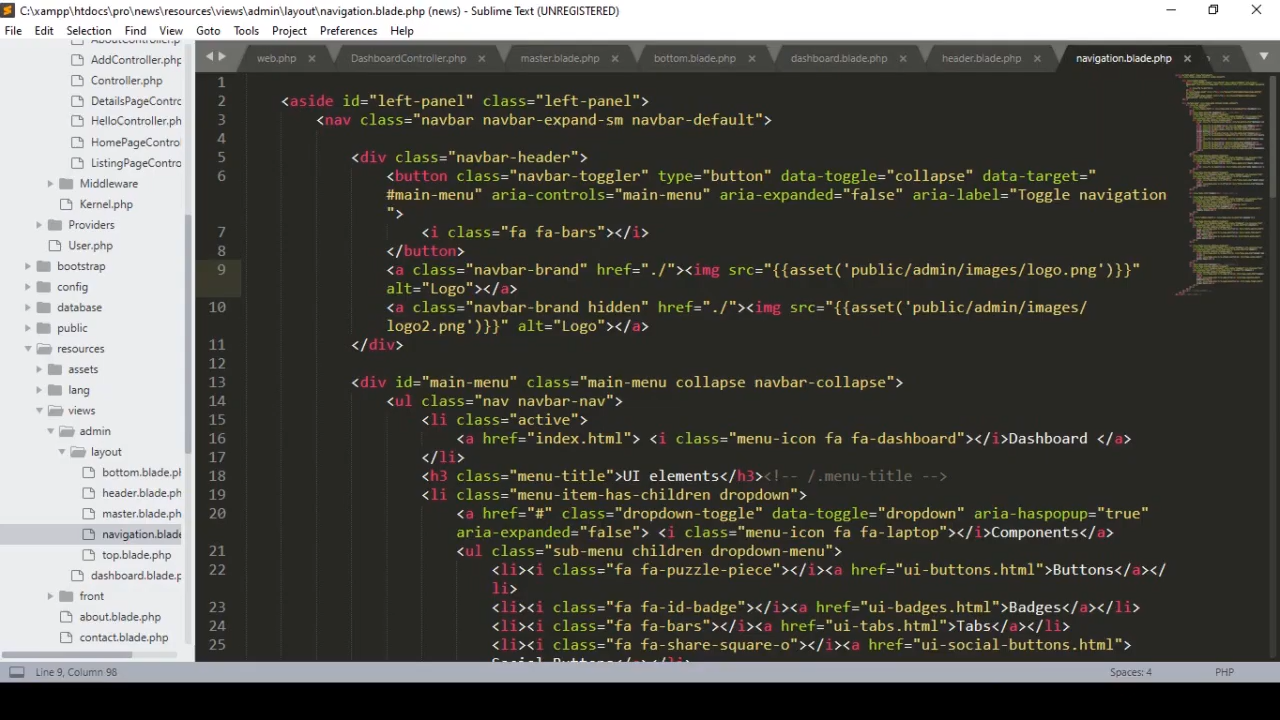 C:\xampp\htdocs\pro\news\resources\views\admin\layout\navigation.blade.php (news) - Sublime Text (UNREGISTERED)
File Edit Selection Find View Goto Tools Project Preferences Help
AboutController.ph
AddController.php
Controller.php
DetailsPageContro
HelloController.ph
HomePageControl
ListingPageContro
Middleware
Kernel.php
Providers
User.php
bootstrap
config
database
public
resources
assets
lang
views
admin
layout
bottom.blade.ph
header.blade.ph
master.blade.ph
navigation.blade
top.blade.php
dashboard.blade.p
front
about.blade.php
contact.blade.php
web.php DashboardController.php master.blade.php bottom.blade.php dashboard.blade.php header.blade.php navigation.blade.php
1
2 <aside id="left-panel" class="left-panel">
3 <nav class="navbar navbar-expand-sm navbar-default">
4
5 <div class="navbar-header">
6 <button class="navbar-toggler" type="button" data-toggle="collapse" data-target="
#main-menu" aria-controls="main-menu" aria-expanded="false" aria-label="Toggle navigation
">
7 <i class="fa fa-bars"></i>
8 </button>
9 <a class="navbar-brand" href="./"><img src="{{asset('public/admin/images/logo.png')}}"
alt="Logo"></a>
10 <a class="navbar-brand hidden" href="./"><img src="{{asset('public/admin/images/
logo2.png')}}" alt="Logo"></a>
11 </div>
12
13 <div id="main-menu" class="main-menu collapse navbar-collapse">
14 <ul class="nav navbar-nav">
15 <li class="active">
16 <a href="index.html"> <i class="menu-icon fa fa-dashboard"></i>Dashboard </a>
17 </li>
18 <h3 class="menu-title">UI elements</h3><!-- /.menu-title -->
19 <li class="menu-item-has-children dropdown">
20 <a href="#" class="dropdown-toggle" data-toggle="dropdown" aria-haspopup="true"
aria-expanded="false"> <i class="menu-icon fa fa-laptop"></i>Components</a>
21 <ul class="sub-menu children dropdown-menu">
22 <li><i class="fa fa-puzzle-piece"></i><a href="ui-buttons.html">Buttons</a></
li>
23 <li><i class="fa fa-id-badge"></i><a href="ui-badges.html">Badges</a></li>
24 <li><i class="fa fa-bars"></i><a href="ui-tabs.html">Tabs</a></li>
25 <li><i class="fa fa-share-square-o"></i><a href="ui-social-buttons.html">
Social Buttons</a></li>
Line 9, Column 98 Spaces: 4 PHP